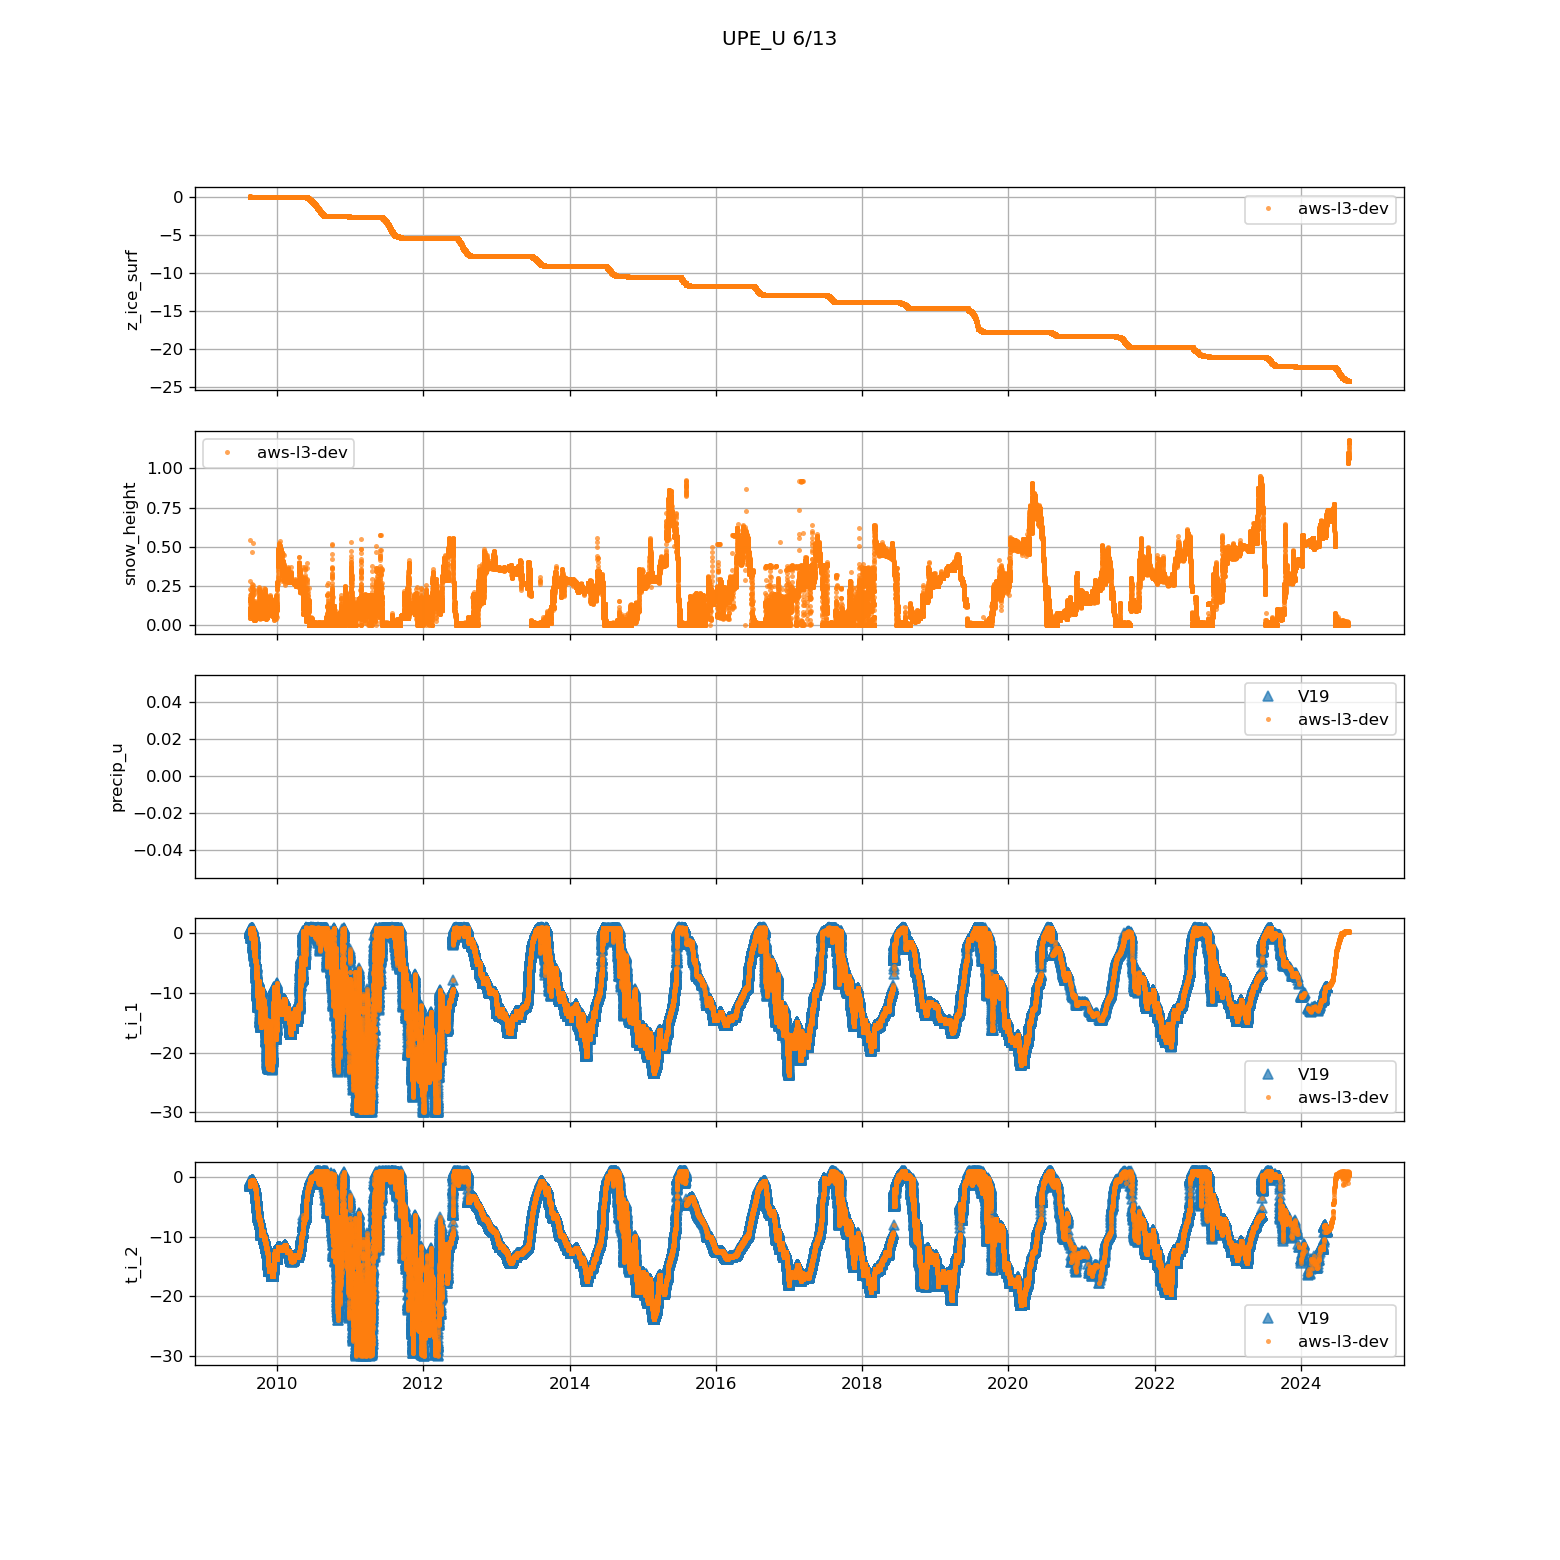 UPE_U 6/13
0
−5
−10
−15
−20
−25
z_ice_surf
aws-l3-dev
1.00
0.75
0.50
0.25
0.00
snow_height
aws-l3-dev
0.04
0.02
0.00
−0.02
−0.04
precip_u
V19
aws-l3-dev
0
−10
−20
−30
t_i_1
V19
aws-l3-dev
0
−10
−20
−30
t_i_2
V19
aws-l3-dev
2010 2012 2014 2016 2018 2020 2022 2024